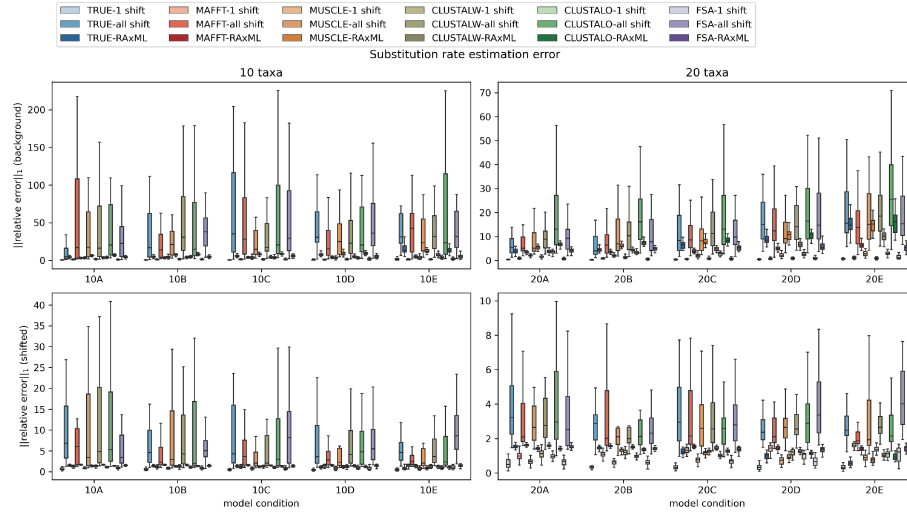 TRUE-1 shift MAFFT-1 shift MUSCLE-1 shift CLUSTALW-1 shift CLUSTALO-1 shift FSA-1 shift
TRUE-all shift MAFFT-all shift MUSCLE-all shift CLUSTALW-all shift CLUSTALO-all shift FSA-all shift
TRUE-RAxML MAFFT-RAxML MUSCLE-RAxML CLUSTALW-RAxML CLUSTALO-RAxML FSA-RAxML
Substitution rate estimation error
10 taxa
20 taxa
||relative error||₁ (background)
200
150
100
50
0
10A 10B 10C 10D 10E
70
60
50
40
30
20
10
0
20A 20B 20C 20D 20E
||relative error||₁ (shifted)
40
35
30
25
20
15
10
5
0
10A 10B 10C 10D 10E
model condition
10
8
6
4
2
0
20A 20B 20C 20D 20E
model condition